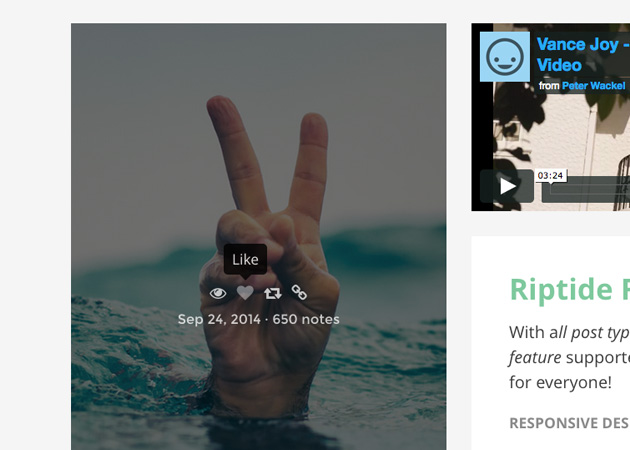 Like
Sep 24, 2014 · 650 notes
Vance Joy -
Video
from Peter Wackel
03:24
Riptide
With all post typ
feature supporte
for everyone!
RESPONSIVE DES